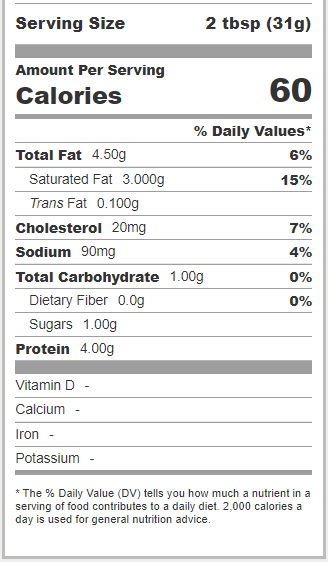 Serving Size 2 tbsp (31g)
Amount Per Serving
Calories 60
% Daily Values*
Total Fat 4.50g 6%
Saturated Fat 3.000g 15%
Trans Fat 0.100g
Cholesterol 20mg 7%
Sodium 90mg 4%
Total Carbohydrate 1.00g 0%
Dietary Fiber 0.0g 0%
Sugars 1.00g
Protein 4.00g
Vitamin D -
Calcium -
Iron -
Potassium -
* The % Daily Value (DV) tells you how much a nutrient in a
serving of food contributes to a daily diet. 2,000 calories a
day is used for general nutrition advice.